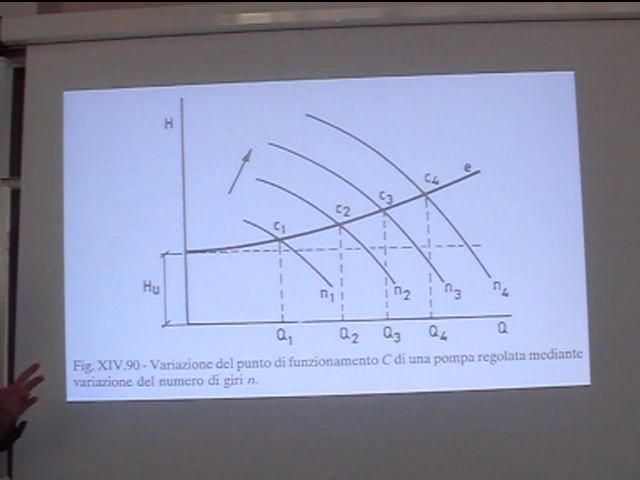 H
e
C4
C3
C2
C1
Hu
n1
n2
n3
n4
Q1
Q2
Q3
Q4
Q
Fig. XIV.90 - Variazione del punto di funzionamento C di una pompa regolata mediante
variazione del numero di giri n.